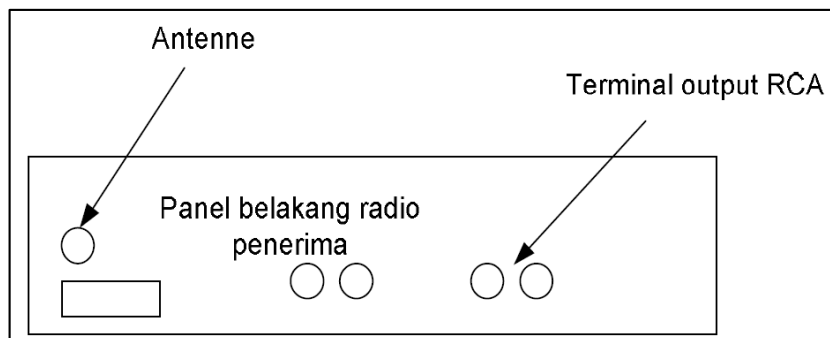 Antenne
Terminal output RCA
Panel belakang radio
penerima